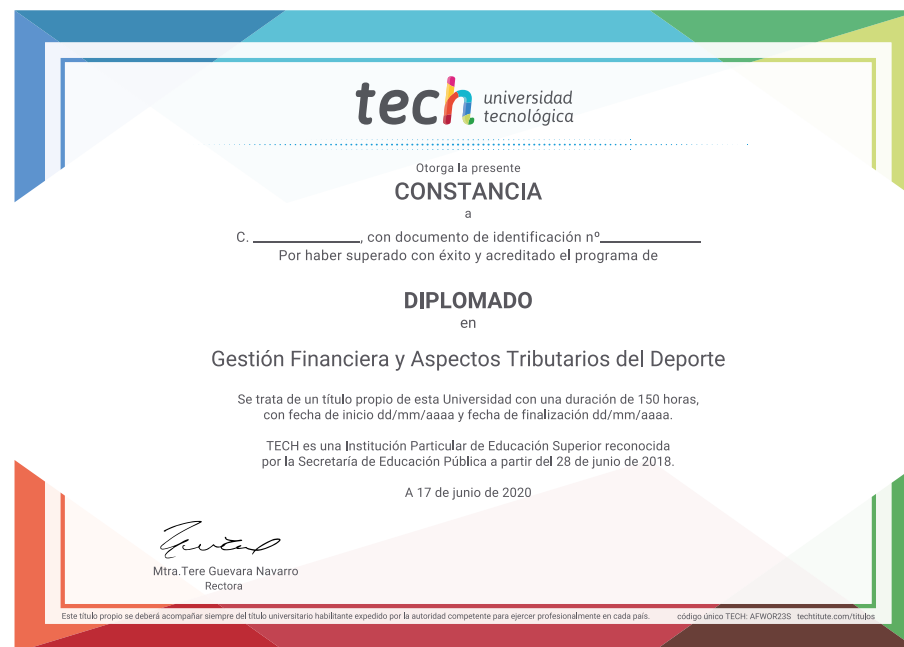 tech universidad
tecnológica
Otorga la presente
CONSTANCIA
a
C. ____________, con documento de identificación nº____________
Por haber superado con éxito y acreditado el programa de
DIPLOMADO
en
Gestión Financiera y Aspectos Tributarios del Deporte
Se trata de un título propio de esta Universidad con una duración de 150 horas,
con fecha de inicio dd/mm/aaaa y fecha de finalización dd/mm/aaaa.
TECH es una Institución Particular de Educación Superior reconocida
por la Secretaría de Educación Pública a partir del 28 de junio de 2018.
A 17 de junio de 2020
Mtra.Tere Guevara Navarro
Rectora
Este título propio se deberá acompañar siempre del título universitario habilitante expedido por la autoridad competente para ejercer profesionalmente en cada país. código único TECH: AFWOR23S techtitute.com/titulos